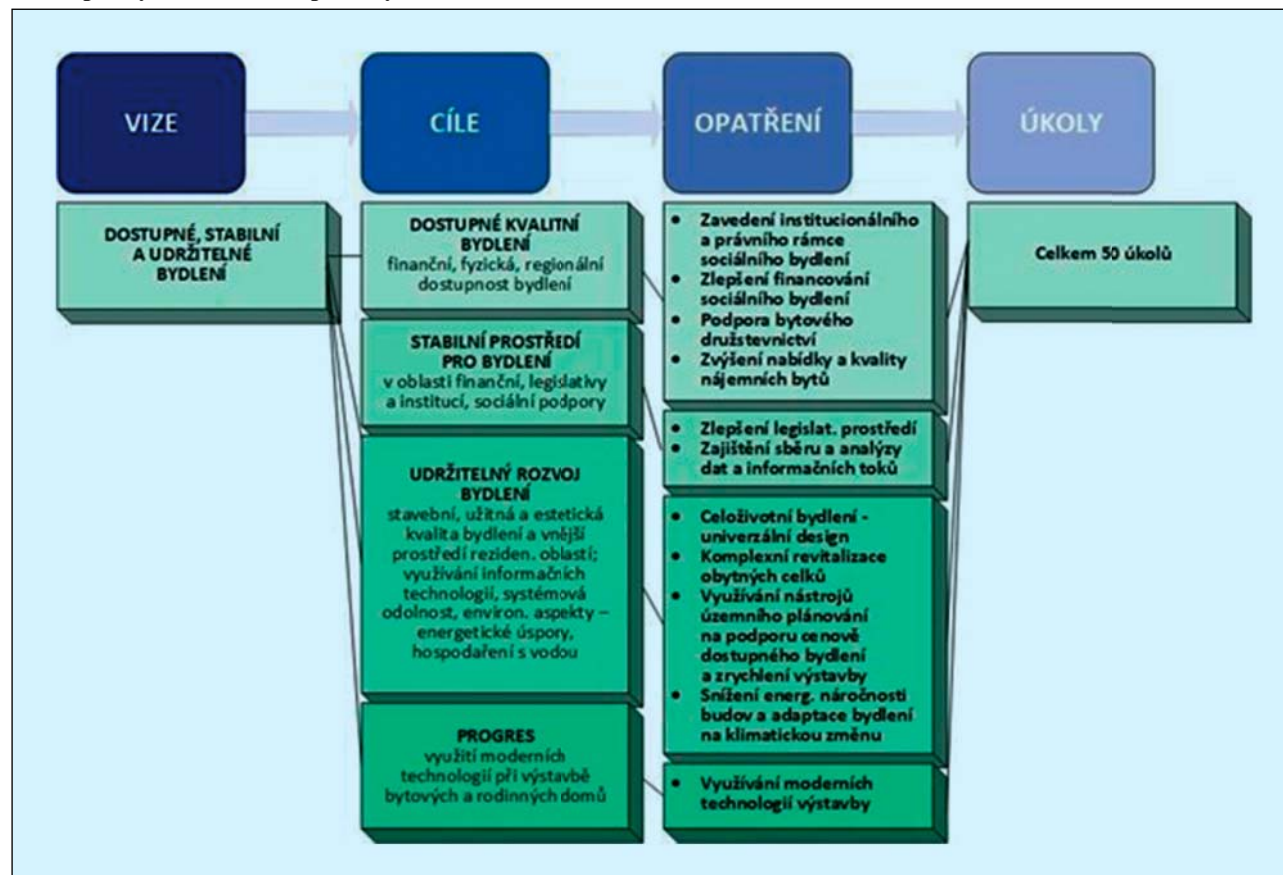 VIZE
CÍLE
OPATŘENÍ
ÚKOLY
DOSTUPNÉ, STABILNÍ
A UDRŽITELNÉ
BYDLENÍ
DOSTUPNÉ KVALITNÍ
BYDLENÍ
finanční, fyzická, regionální
dostupnost bydlení
STABILNÍ PROSTŘEDÍ
PRO BYDLENÍ
v oblasti finanční, legislativy
a institucí, sociální podpory
UDRŽITELNÝ ROZVOJ
BYDLENÍ
stavební, užitná a estetická
kvalita bydlení a vnější
prostředí reziden. oblastí;
využívání informačních
technologií, systémová
odolnost, environ. aspekty –
energetické úspory,
hospodaření s vodou
PROGRES
využití moderních
technologií při výstavbě
bytových a rodinných domů
• Zavedení institucionálního
a právního rámce
sociálního bydlení
• Zlepšení financování
sociálního bydlení
• Podpora bytového
družstevnictví
• Zvýšení nabídky a kvality
nájemních bytů
• Zlepšení legislat. prostředí
• Zajištění sběru a analýzy
dat a informačních toků
• Celoživotní bydlení -
univerzální design
• Komplexní revitalizace
obytných celků
• Využívání nástrojů
územního plánování
na podporu cenově
dostupného bydlení
a zrychlení výstavby
• Snížení energ. náročnosti
budov a adaptace bydlení
na klimatickou změnu
• Využívání moderních
technologií výstavby
Celkem 50 úkolů